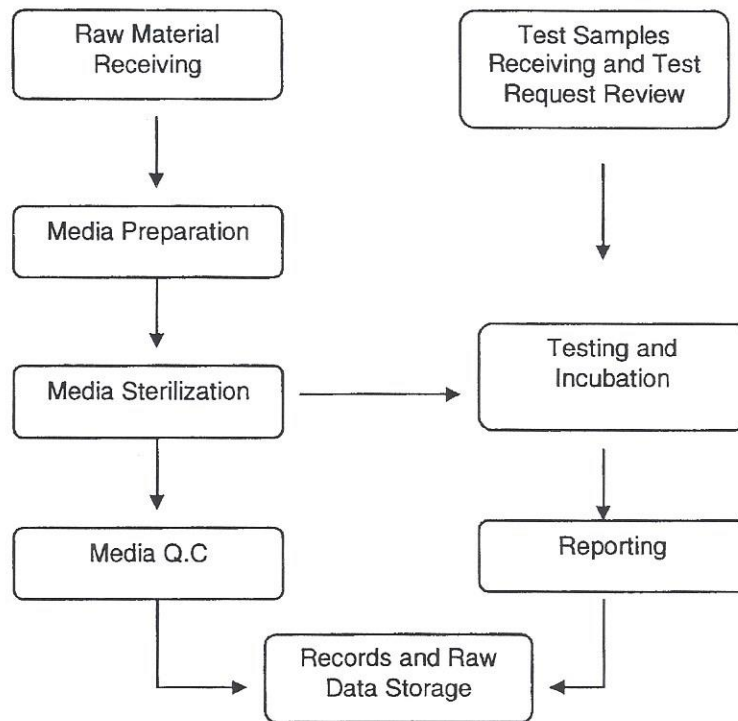 Raw Material
Receiving
Test Samples
Receiving and Test
Request Review
Media Preparation
Testing and
Incubation
Media Sterilization
Media Q.C
Reporting
Records and Raw
Data Storage